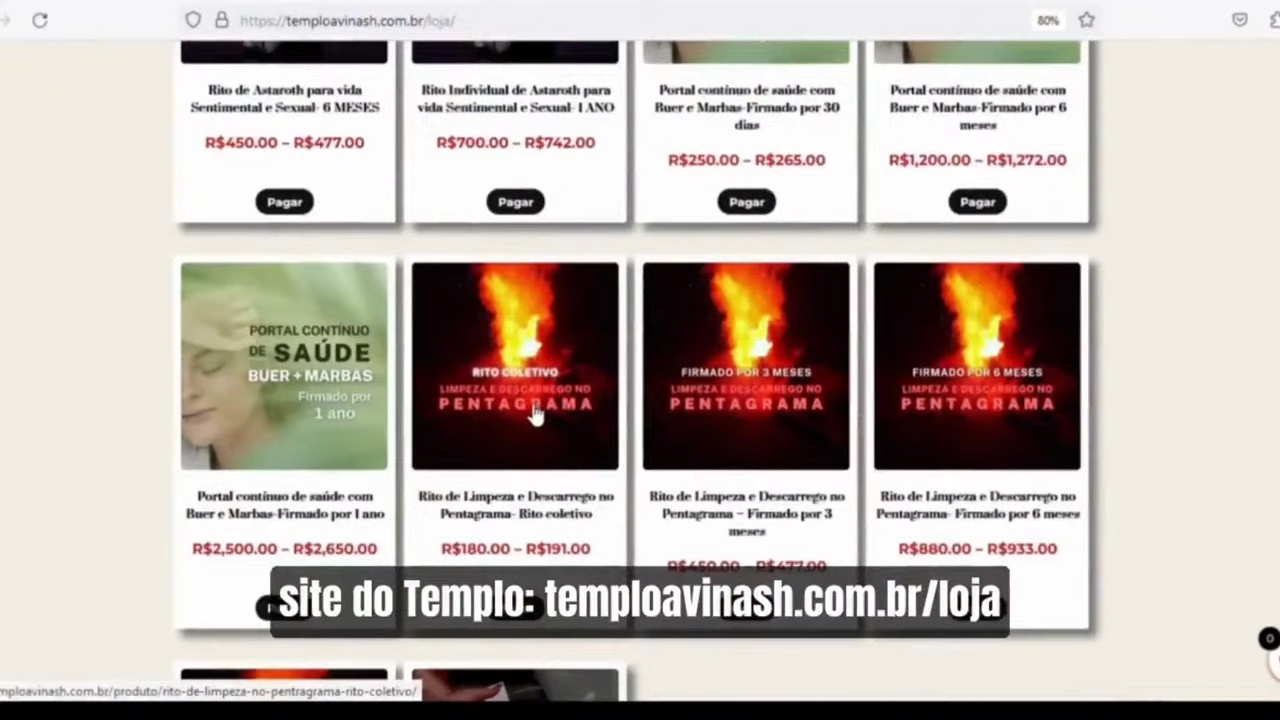 https://temploavinash.com.br/loja/
80%
Rito de Astaroth para vida
Sentimental e Sexual- 6 MESES
R$450.00 – R$477.00
Pagar
Rito Individual de Astaroth para
vida Sentimental e Sexual- 1 ANO
R$700.00 – R$742.00
Pagar
Portal contínuo de saúde com
Buer e Marbas-Firmado por 30
dias
R$250.00 – R$265.00
Pagar
Portal contínuo de saúde com
Buer e Marbas-Firmado por 6
meses
R$1,200.00 – R$1,272.00
Pagar
PORTAL CONTÍNUO
DE SAÚDE
BUER + MARBAS
Firmado por
1 ano
Portal contínuo de saúde com
Buer e Marbas-Firmado por 1 ano
R$2,500.00 – R$2,650.00
RITO COLETIVO
LIMPEZA E DESCARREGO NO
PENTAGRAMA
Rito de Limpeza e Descarrego no
Pentagrama- Rito coletivo
R$180.00 – R$191.00
FIRMADO POR 3 MESES
LIMPEZA E DESCARREGO NO
PENTAGRAMA
Rito de Limpeza e Descarrego no
Pentagrama – Firmado por 3
meses
R$450.00 – R$477.00
FIRMADO POR 6 MESES
LIMPEZA E DESCARREGO NO
PENTAGRAMA
Rito de Limpeza e Descarrego no
Pentagrama- Firmado por 6 meses
R$880.00 – R$933.00
site do Templo: temploavinash.com.br/loja
0
mploavinash.com.br/produto/rito-de-limpeza-no-pentragrama-rito-coletivo/